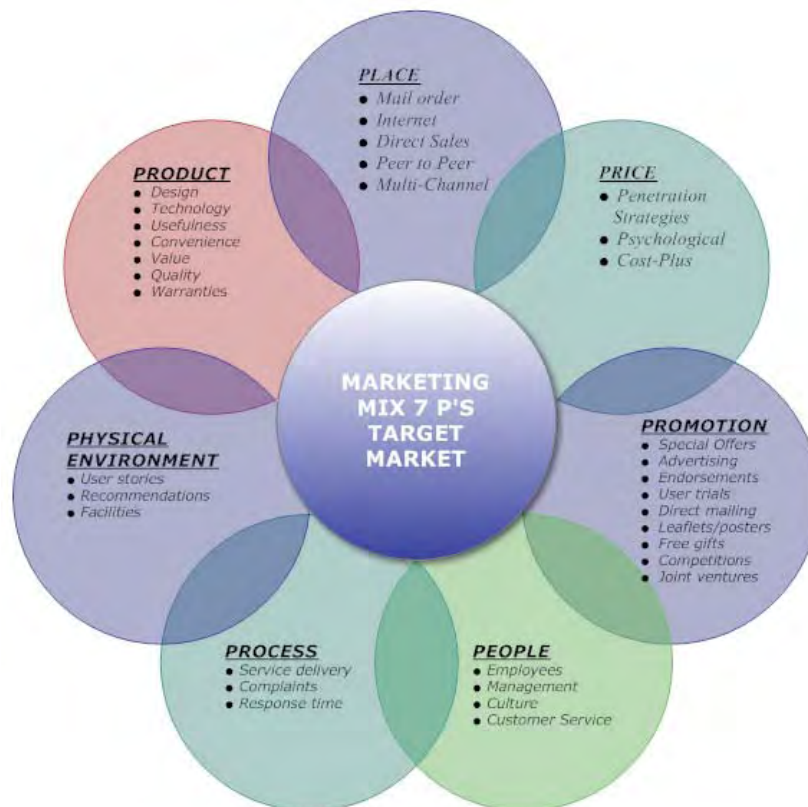 PLACE
● Mail order
● Internet
● Direct Sales
● Peer to Peer
● Multi-Channel
PRODUCT
● Design
● Technology
● Usefulness
● Convenience
● Value
● Quality
● Warranties
PRICE
● Penetration
Strategies
● Psychological
● Cost-Plus
MARKETING
MIX 7 P'S
TARGET
MARKET
PHYSICAL
ENVIRONMENT
● User stories
● Recommendations
● Facilities
PROMOTION
● Special Offers
● Advertising
● Endorsements
● User trials
● Direct mailing
● Leaflets/posters
● Free gifts
● Competitions
● Joint ventures
PROCESS
● Service delivery
● Complaints
● Response time
PEOPLE
● Employees
● Management
● Culture
● Customer Service